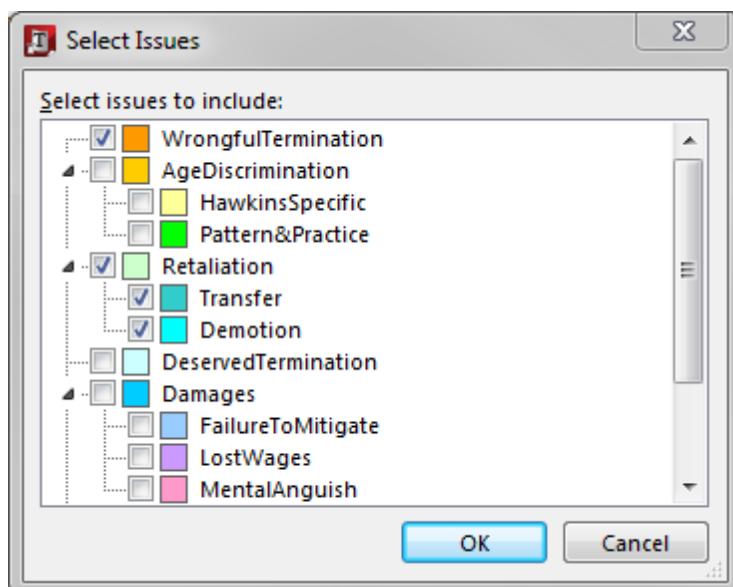 Select Issues
Select issues to include:
WrongfulTermination
AgeDiscrimination
HawkinsSpecific
Pattern&Practice
Retaliation
Transfer
Demotion
DeservedTermination
Damages
FailureToMitigate
LostWages
MentalAnguish
OK Cancel